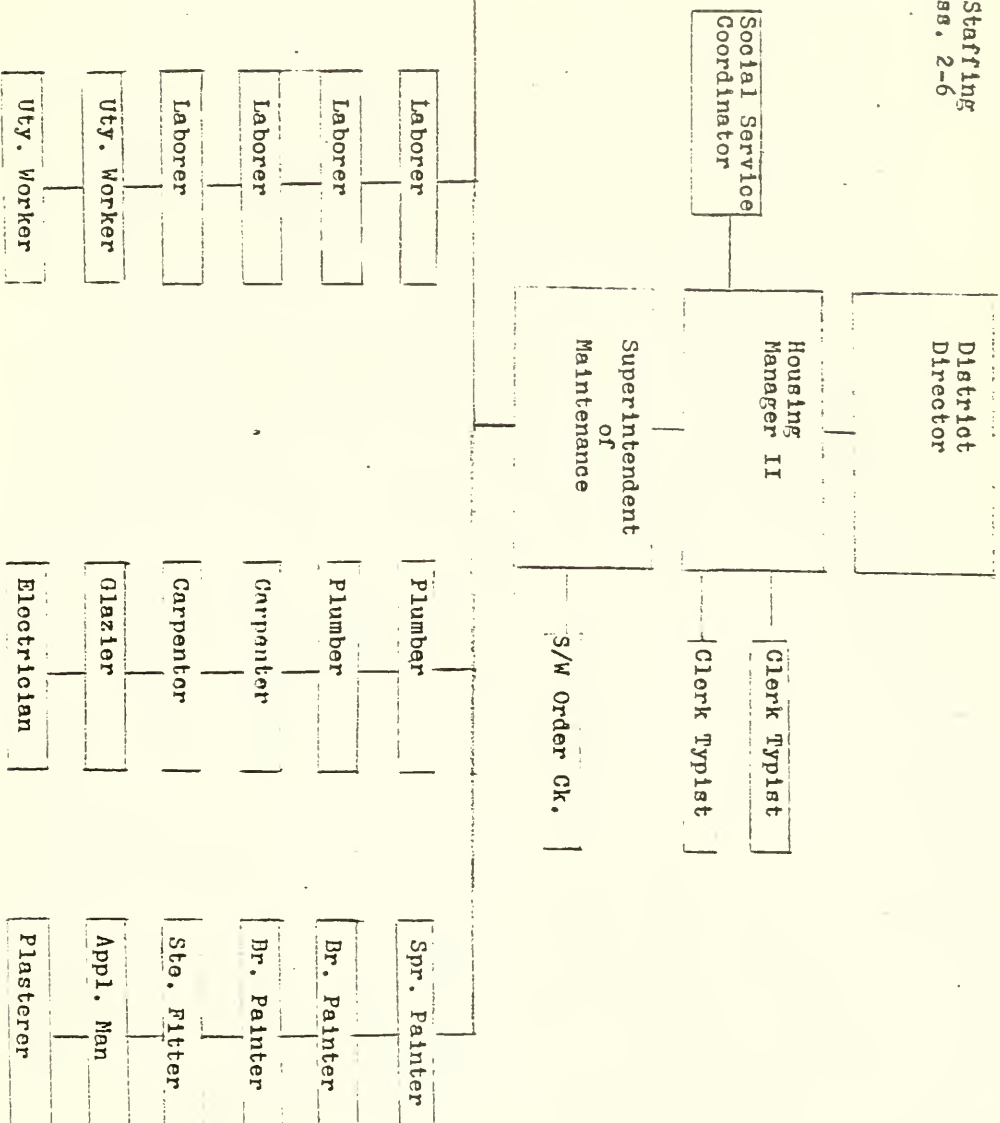 Staffing
ss. 2-6
District
Director
Social Service
Coordinator
Housing
Manager II
Clerk Typist
Clerk Typist
Superintendent
of
Maintenance
S/W Order Ck.
Laborer
Laborer
Laborer
Laborer
Uty. Worker
Uty. Worker
Plumber
Plumber
Carpenter
Carpenter
Glazier
Electrician
Spr. Painter
Br. Painter
Br. Painter
Ste. Fitter
Appl. Man
Plasterer